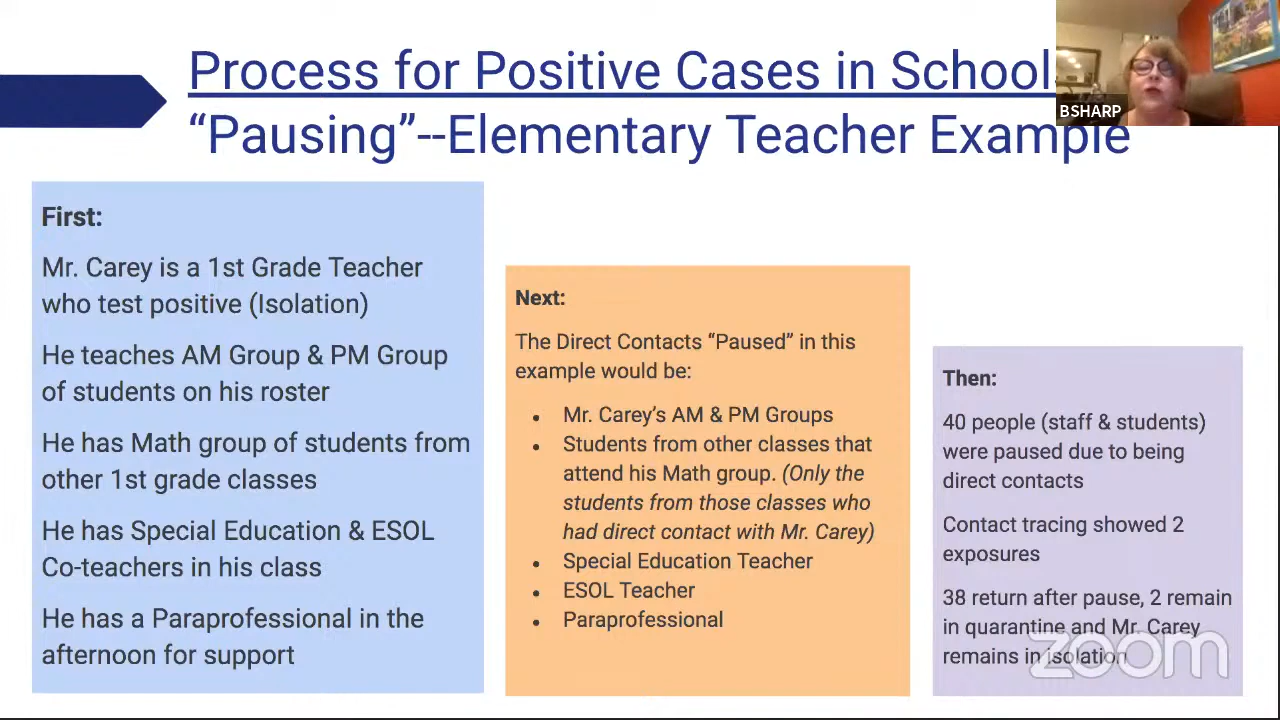 Process for Positive Cases in School
“Pausing”--Elementary Teacher Example
BSHARP
First:
Mr. Carey is a 1st Grade Teacher
who test positive (Isolation)
He teaches AM Group & PM Group
of students on his roster
He has Math group of students from
other 1st grade classes
He has Special Education & ESOL
Co-teachers in his class
He has a Paraprofessional in the
afternoon for support
Next:
The Direct Contacts “Paused” in this
example would be:
• Mr. Carey’s AM & PM Groups
• Students from other classes that
attend his Math group. (Only the
students from those classes who
had direct contact with Mr. Carey)
• Special Education Teacher
• ESOL Teacher
• Paraprofessional
Then:
40 people (staff & students)
were paused due to being
direct contacts
Contact tracing showed 2
exposures
38 return after pause, 2 remain
in quarantine and Mr. Carey
remains in isolation
zoom